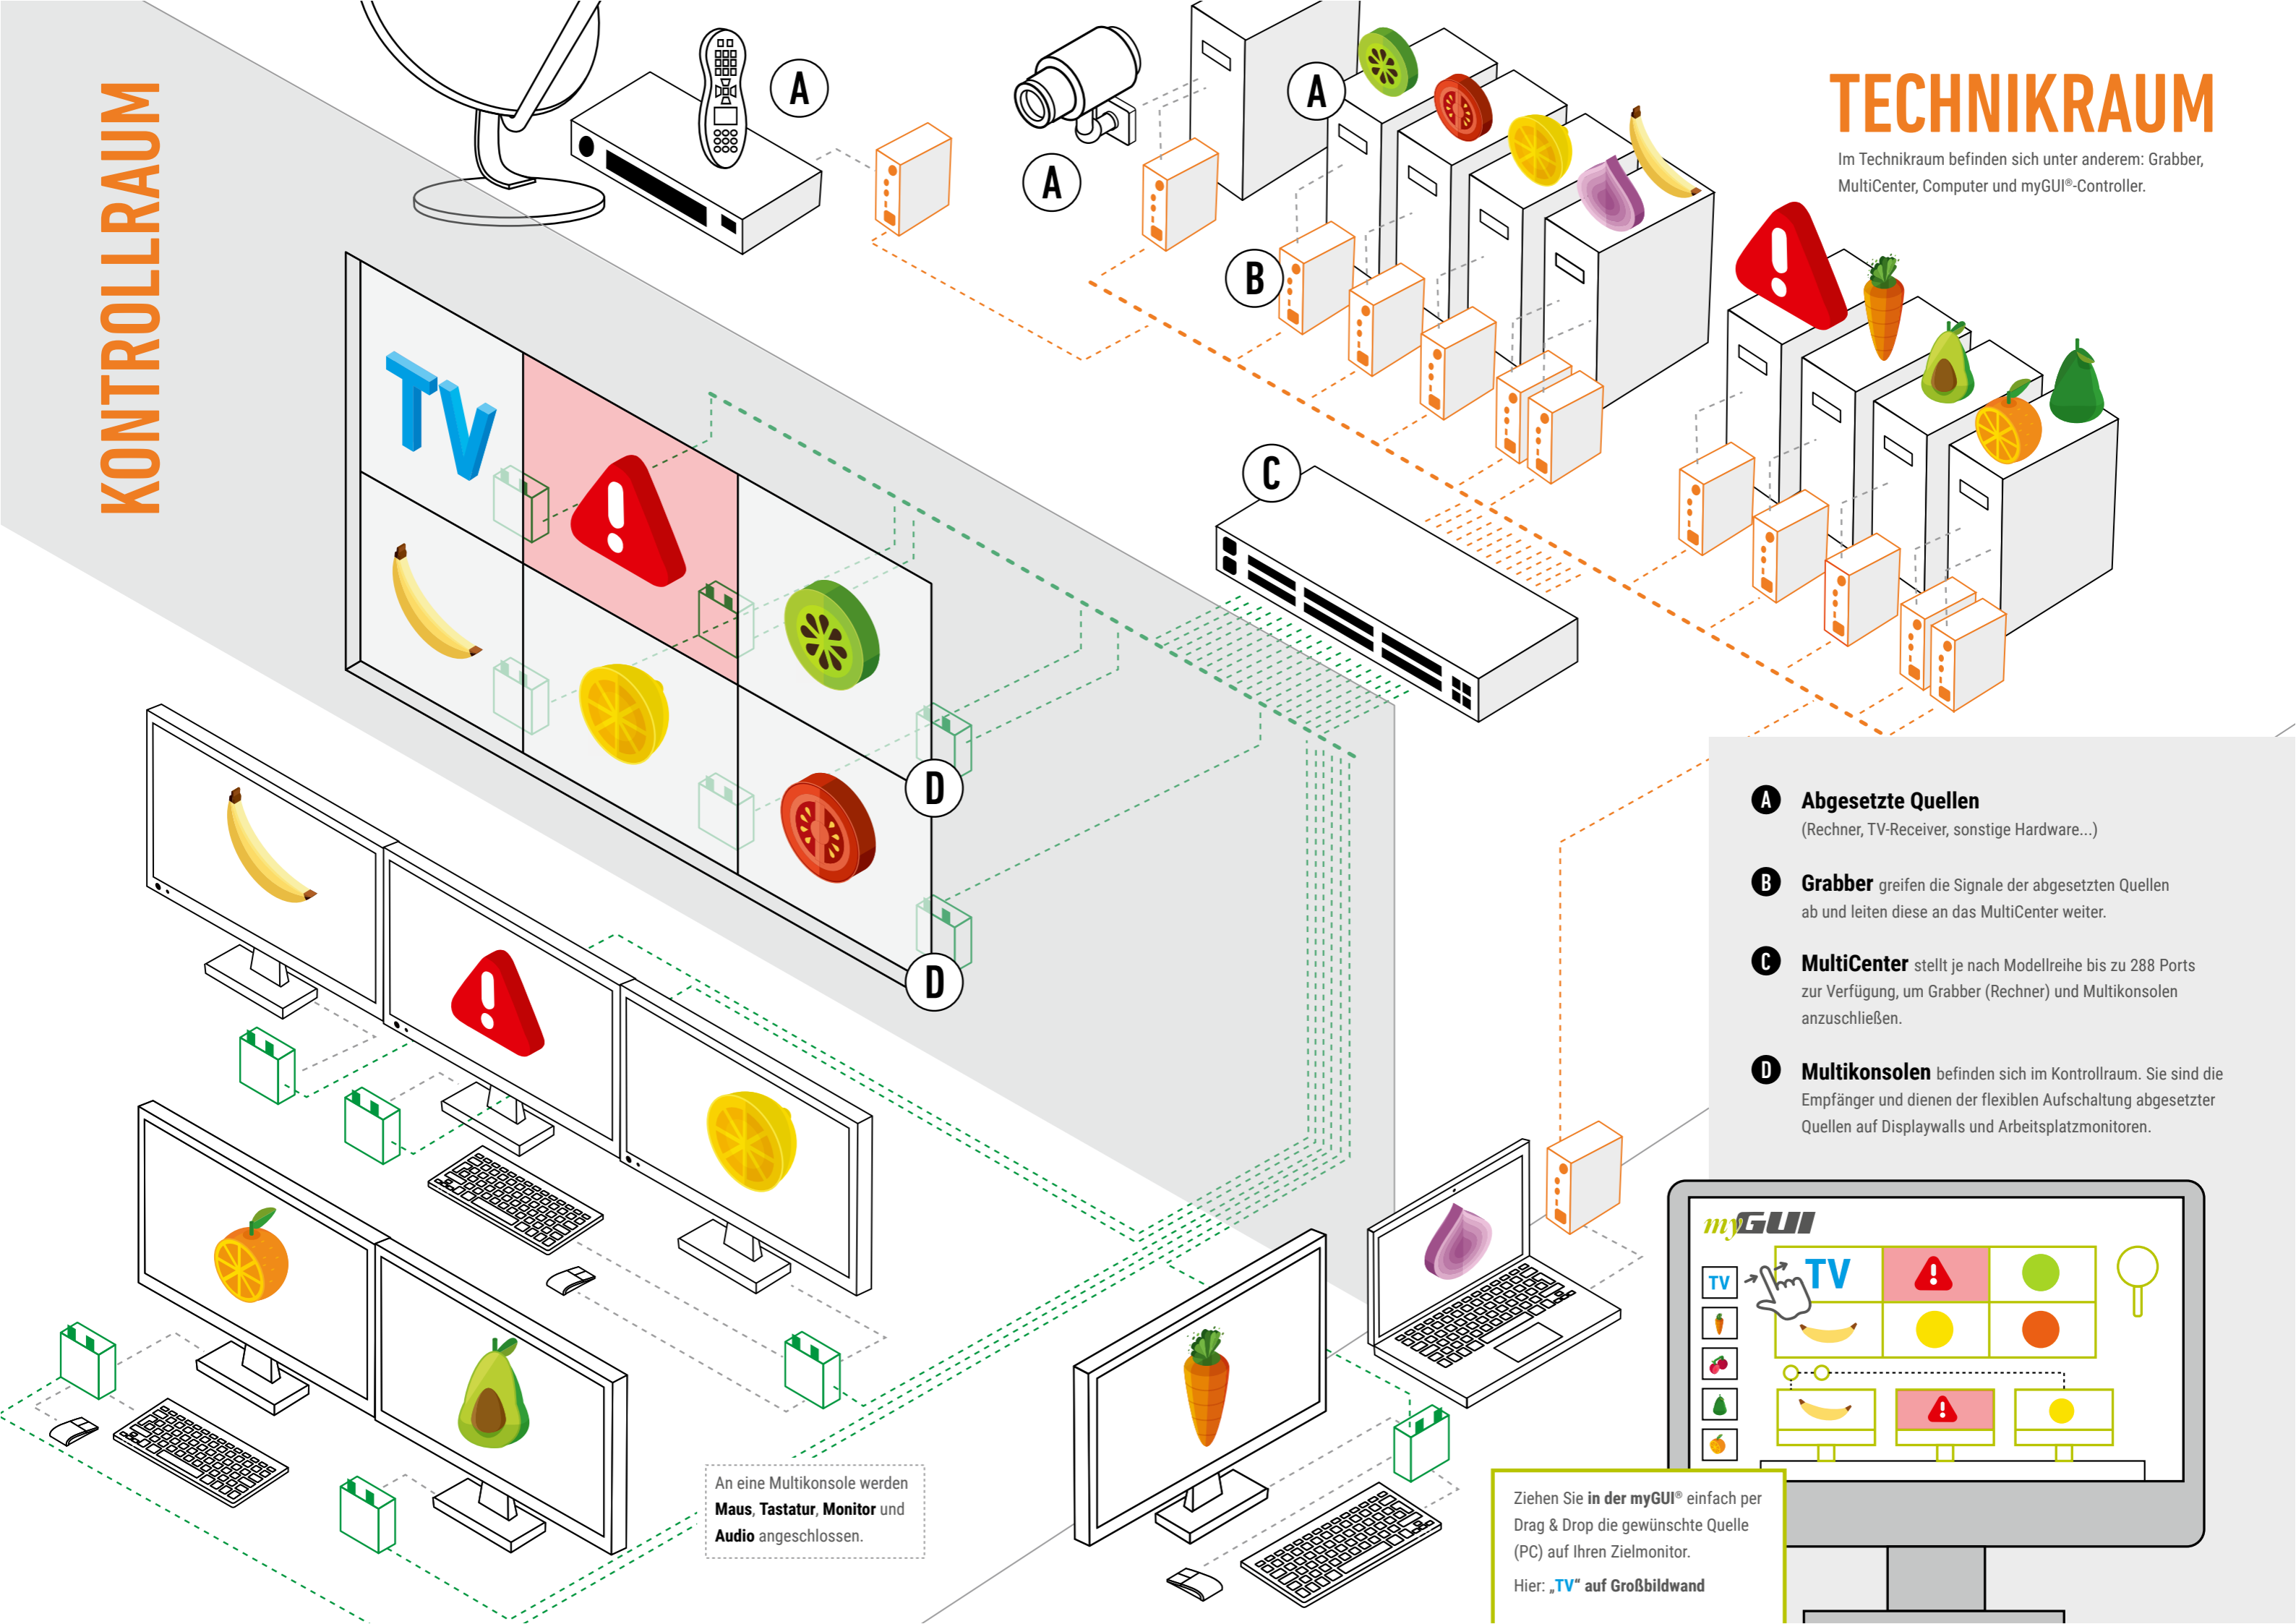 KONTROLLRAUM
A
A
A
B
C
D
D
TV
TECHNIKRAUM
Im Technikraum befinden sich unter anderem: Grabber,
MultiCenter, Computer und myGUI®-Controller.
A Abgesetzte Quellen
(Rechner, TV-Receiver, sonstige Hardware...)
B Grabber greifen die Signale der abgesetzten Quellen
ab und leiten diese an das MultiCenter weiter.
C MultiCenter stellt je nach Modellreihe bis zu 288 Ports
zur Verfügung, um Grabber (Rechner) und Multikonsolen
anzuschließen.
D Multikonsolen befinden sich im Kontrollraum. Sie sind die
Empfänger und dienen der flexiblen Aufschaltung abgesetzter
Quellen auf Displaywalls und Arbeitsplatzmonitoren.
An eine Multikonsole werden
Maus, Tastatur, Monitor und
Audio angeschlossen.
myGUI
TV
TV
Ziehen Sie in der myGUI® einfach per
Drag & Drop die gewünschte Quelle
(PC) auf Ihren Zielmonitor.
Hier: „TV“ auf Großbildwand